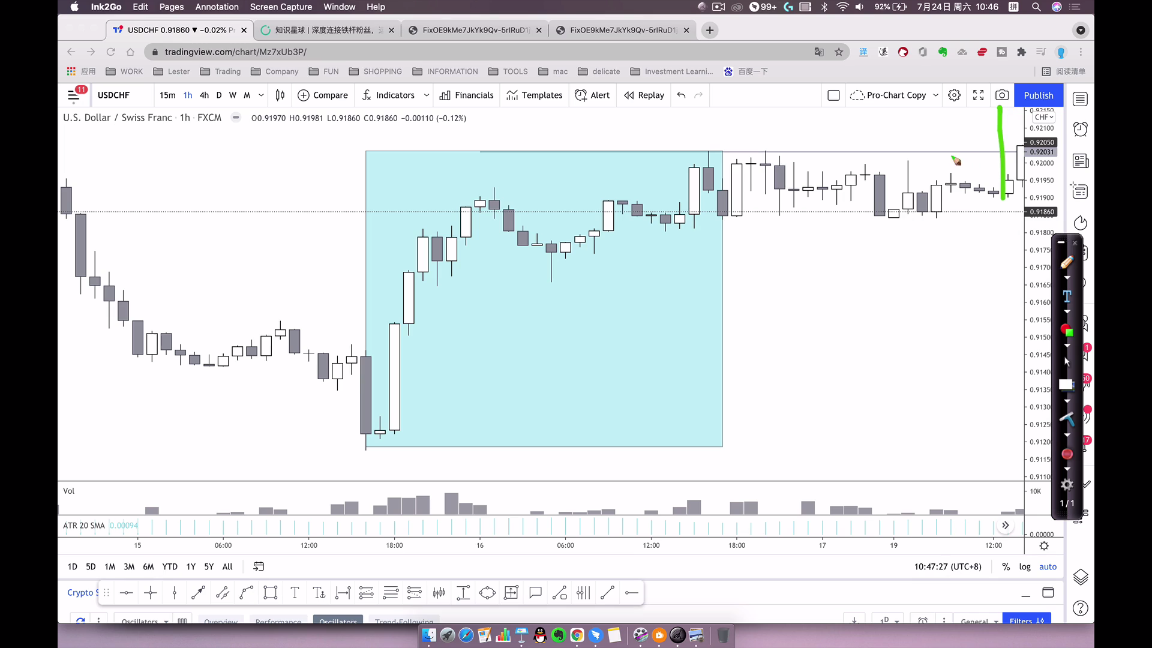 Ink2Go Edit Pages Annotation Screen Capture Window Help 99+ 92% 7月24日 周六 10:46 拼
USDCHF 0.91860 ▼ −0.02% Pr
知识星球 | 深度连接铁杆粉丝,
FixOE9kMe7JkYk9Qv-5rlRuD1
FixOE9kMe7JkYk9Qv-5rlRuD1
tradingview.com/chart/Mz7xUb3P/
应用 WORK Lester Trading Company FUN SHOPPING INFORMATION TOOLS mac delicate Investment Learning... 百度一下 阅读清单
11 USDCHF 15m 1h 4h D W M Compare Indicators Financials Templates Alert Replay Pro-Chart Copy Publish
U.S. Dollar / Swiss Franc · 1h · FXCM O0.91970 H0.91981 L0.91860 C0.91860 −0.00110 (−0.12%)
CHF
0.92100
0.92050
0.92031
0.92000
0.91950
0.91900
0.91860
0.91800
0.91750
0.91700
0.91650
0.91600
0.91550
0.91500
0.91450
0.91400
0.91350
0.91300
0.91250
0.91200
0.91150
0.91100
Vol
10K
ATR 20 SMA 0.00094
0.00000
15 06:00 12:00 18:00 16 06:00 12:00 18:00 17 19 12:00
1D 5D 1M 3M 6M YTD 1Y 5Y All 10:47:27 (UTC+8) % log auto
1 / 1
Crypto S
Oscillators Overview Performance Oscillators Trend-Following 1D General Filters